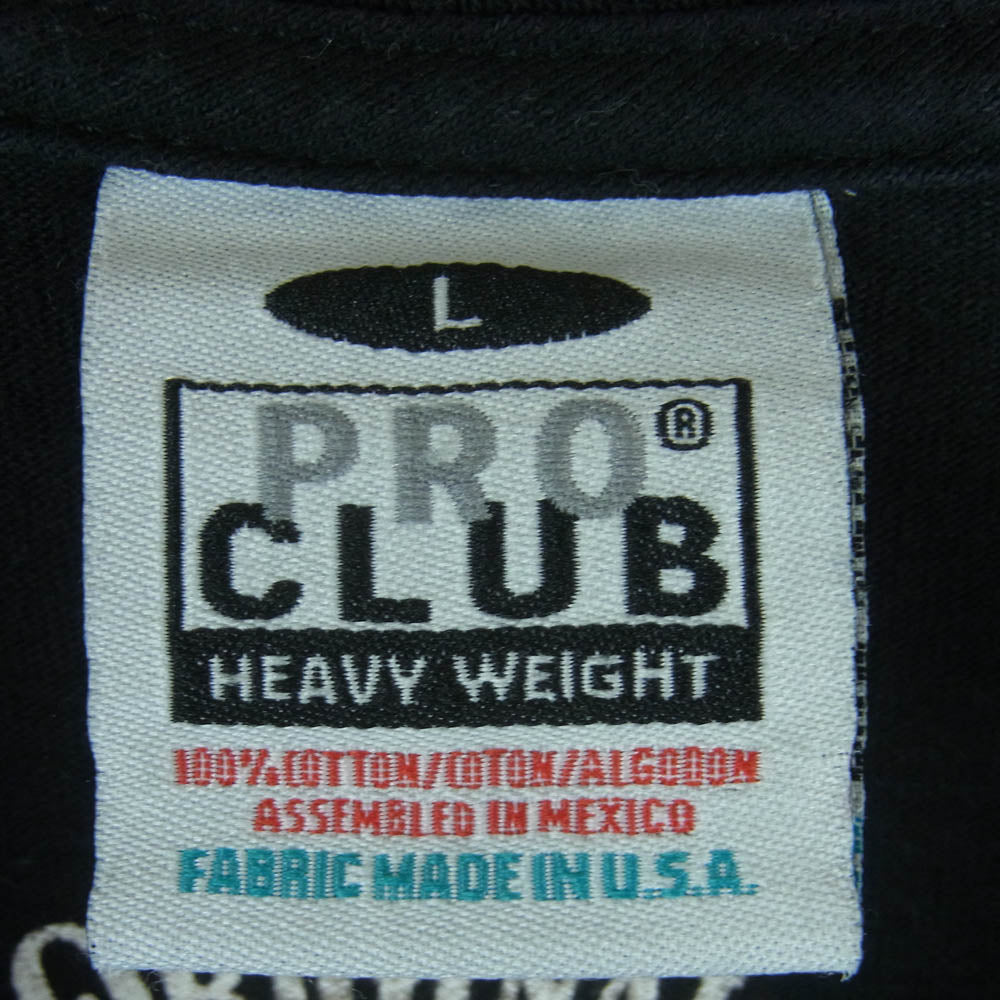 L
PRO®
CLUB
HEAVY WEIGHT
100% COTTON/COTON/ALGODON
ASSEMBLED IN MEXICO
FABRIC MADE IN U.S.A.